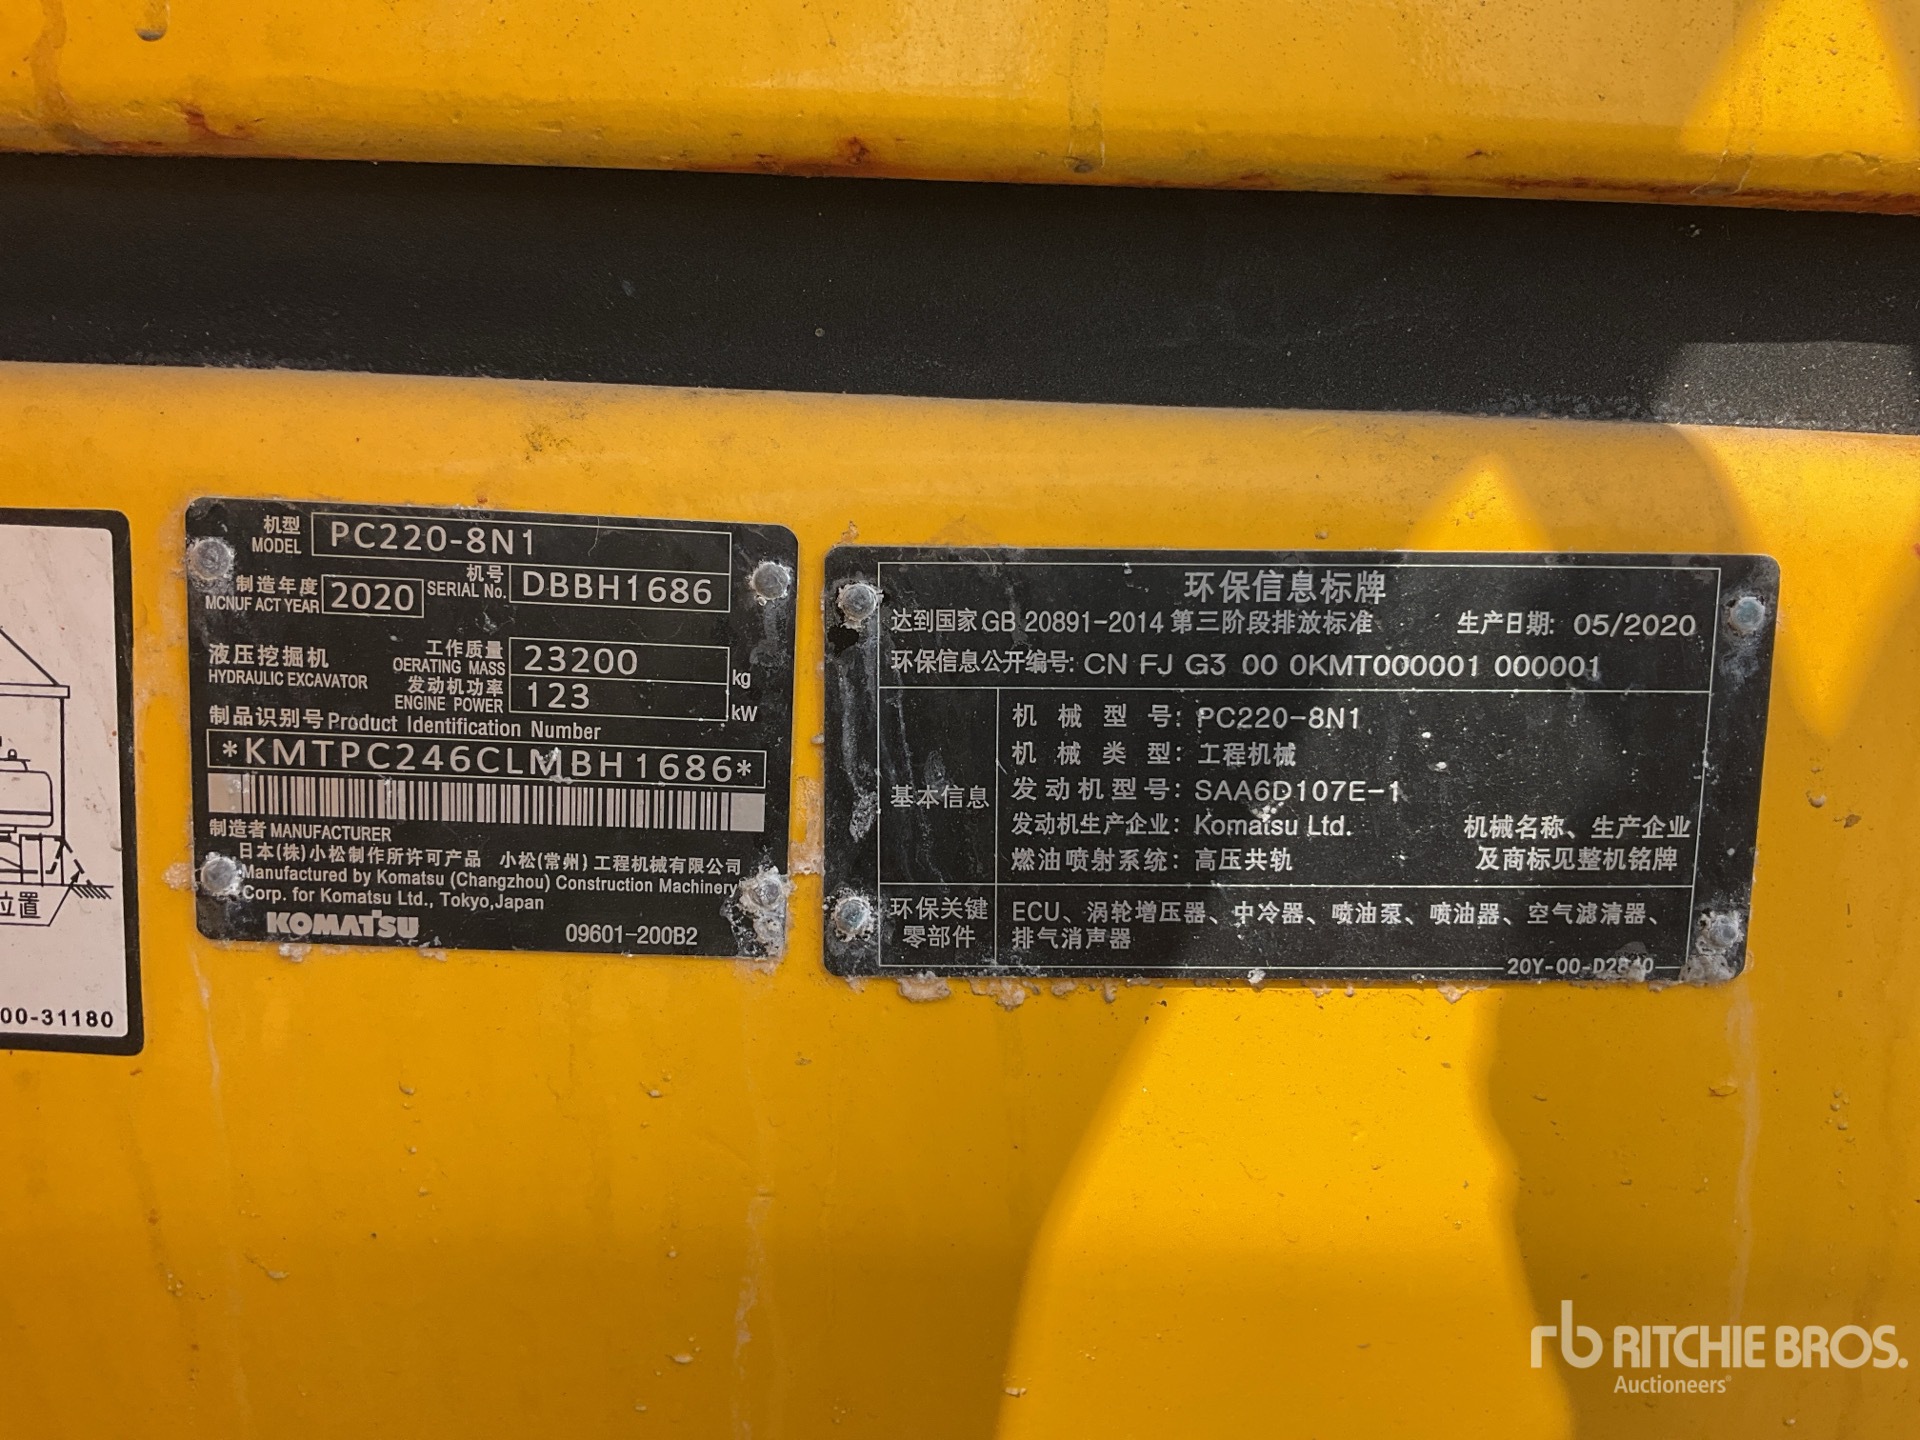 位置
00-31180
机型
MODEL
PC220-8N1
制造年度
MCNUFACT YEAR
2020
机号
SERIAL No.
DBBH1686
液压挖掘机
HYDRAULIC EXCAVATOR
工作质量
OERATING MASS
23200
kg
发动机功率
ENGINE POWER
123
kW
制品识别号Product Identification Number
*KMTPC246CLMBH1686*
制造者 MANUFACTURER
日本(株)小松制作所许可产品 小松(常州)工程机械有限公司
Manufactured by Komatsu (Changzhou) Construction Machinery
Corp. for Komatsu Ltd., Tokyo,Japan
KOMATSU
09601-200B2
环保信息标牌
达到国家GB 20891-2014 第三阶段排放标准 生产日期: 05/2020
环保信息公开编号: CN FJ G3 00 0KMT000001 000001
基本信息
机械型号: PC220-8N1
机械类型: 工程机械
发动机型号: SAA6D107E-1
发动机生产企业: Komatsu Ltd.
燃油喷射系统: 高压共轨
机械名称、生产企业
及商标见整机铭牌
环保关键
零部件
ECU、涡轮增压器、中冷器、喷油泵、喷油器、空气滤清器、
排气消声器
rb RITCHIE BROS.
Auctioneers